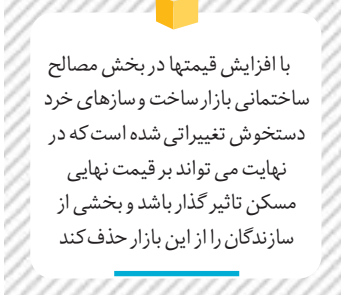 با افزایش قیمتها در بخش مصالح
ساختمانی بازار ساخت و سازهای خرد
دستخوش تغییراتی شده است که در
نهایت می تواند بر قیمت نهایی
مسکن تاثیر گذار باشد و بخشی از
سازندگان را از این بازار حذف کند